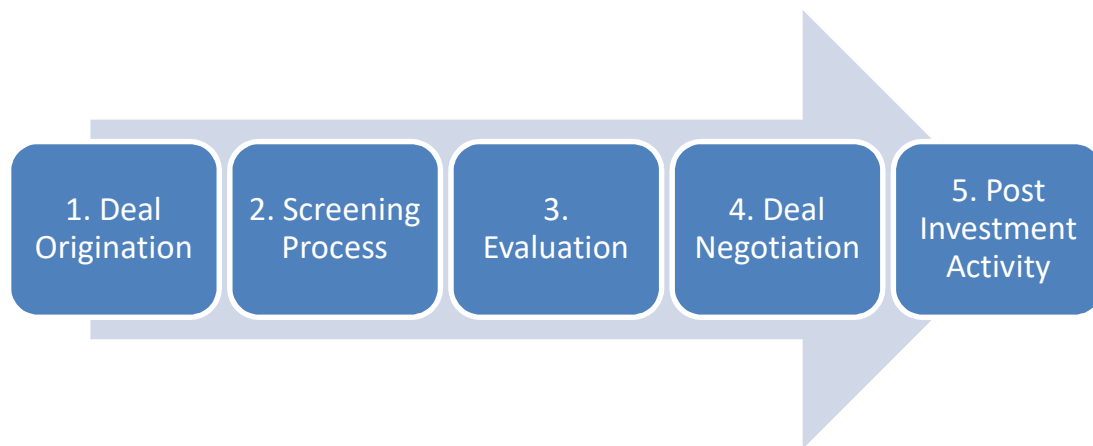 1. Deal
Origination
2. Screening
Process
3.
Evaluation
4. Deal
Negotiation
5. Post
Investment
Activity